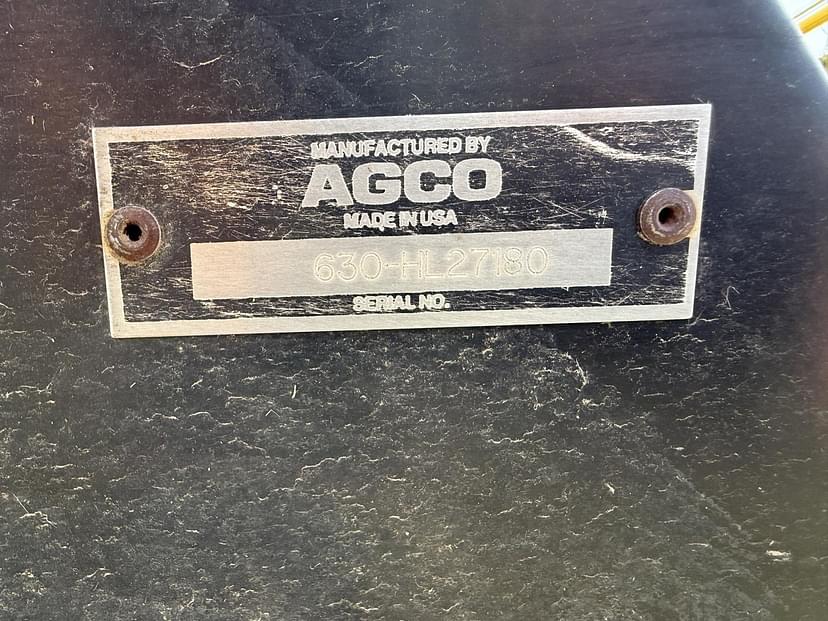 MANUFACTURED BY
AGCO
MADE IN USA
630-HL27180
SERIAL NO.